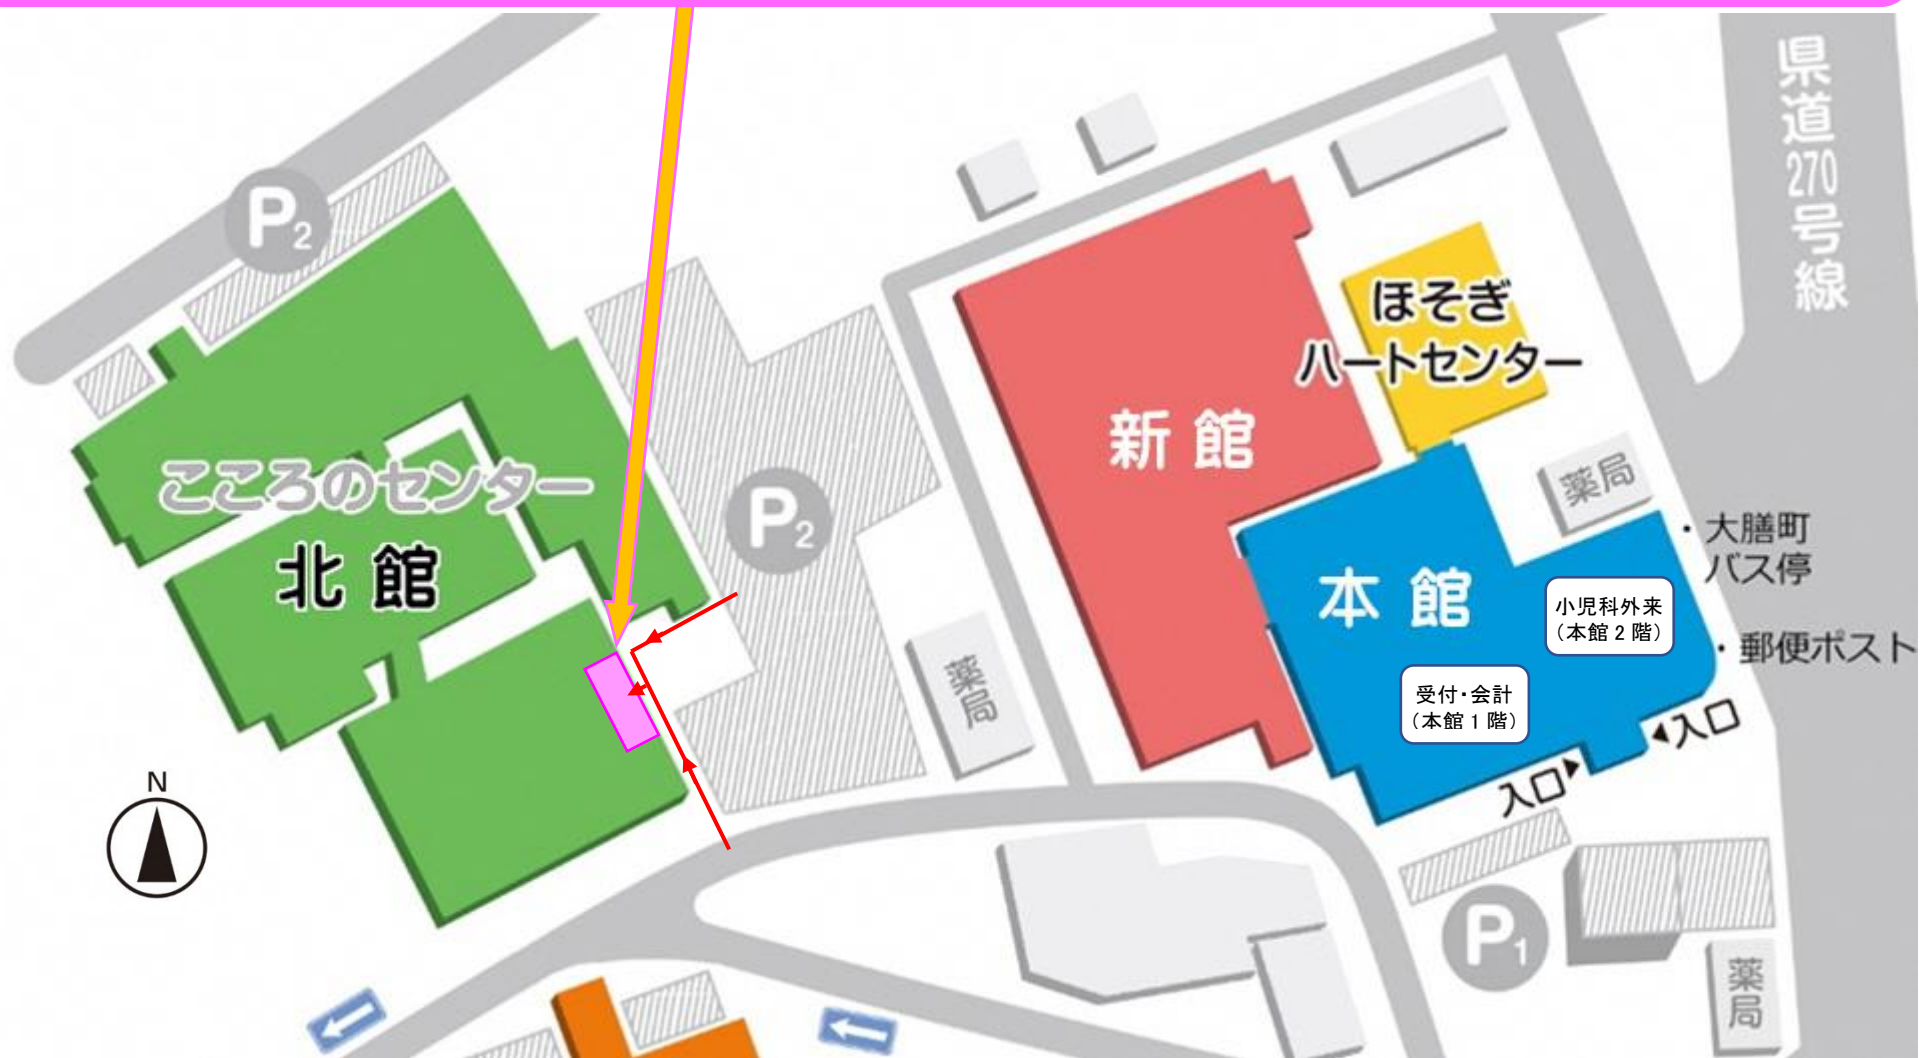 県道270号線
P2
ほそぎ
ハートセンター
新館
こころのセンター
北館
P2
薬局
大膳町
バス停
本館
小児科外来
（本館２階）
・郵便ポスト
薬局
受付・会計
（本館１階）
◀入口
入口▶
N
P1
薬局